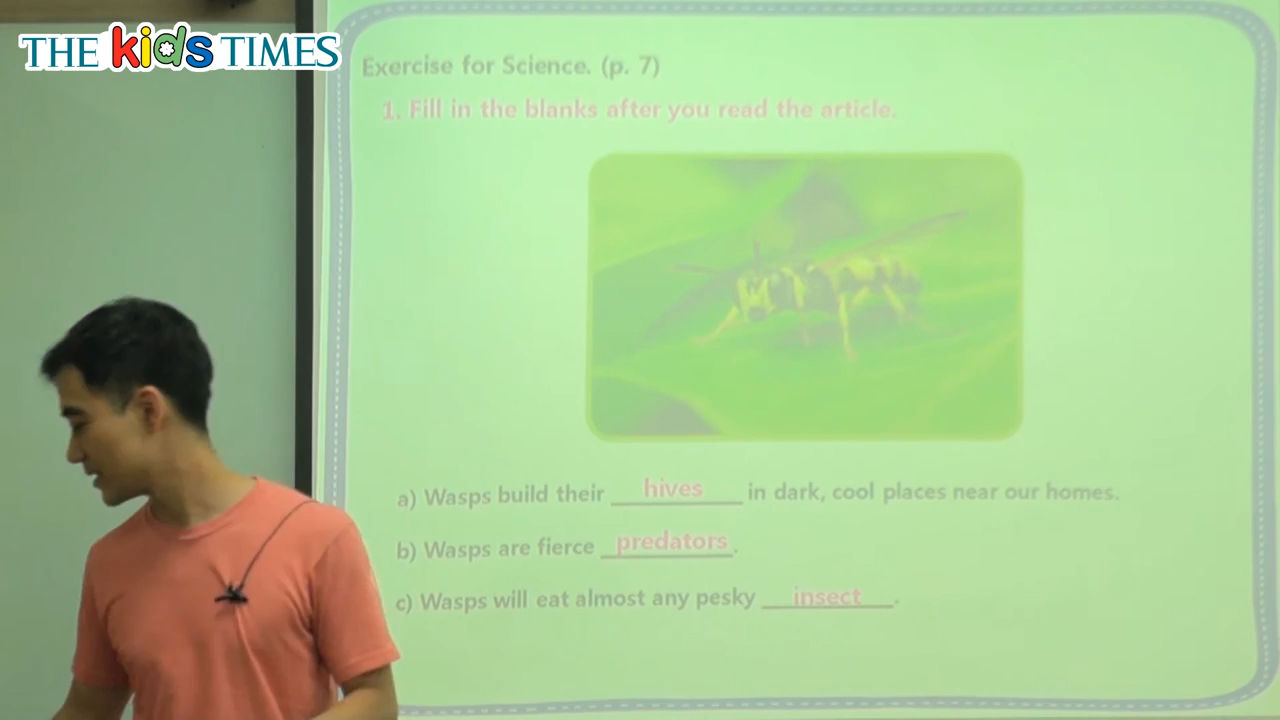 THE kids TIMES
Exercise for Science. (p. 7)
1. Fill in the blanks after you read the article.
a) Wasps build their hives in dark, cool places near our homes.
b) Wasps are fierce predators.
c) Wasps will eat almost any pesky insect.